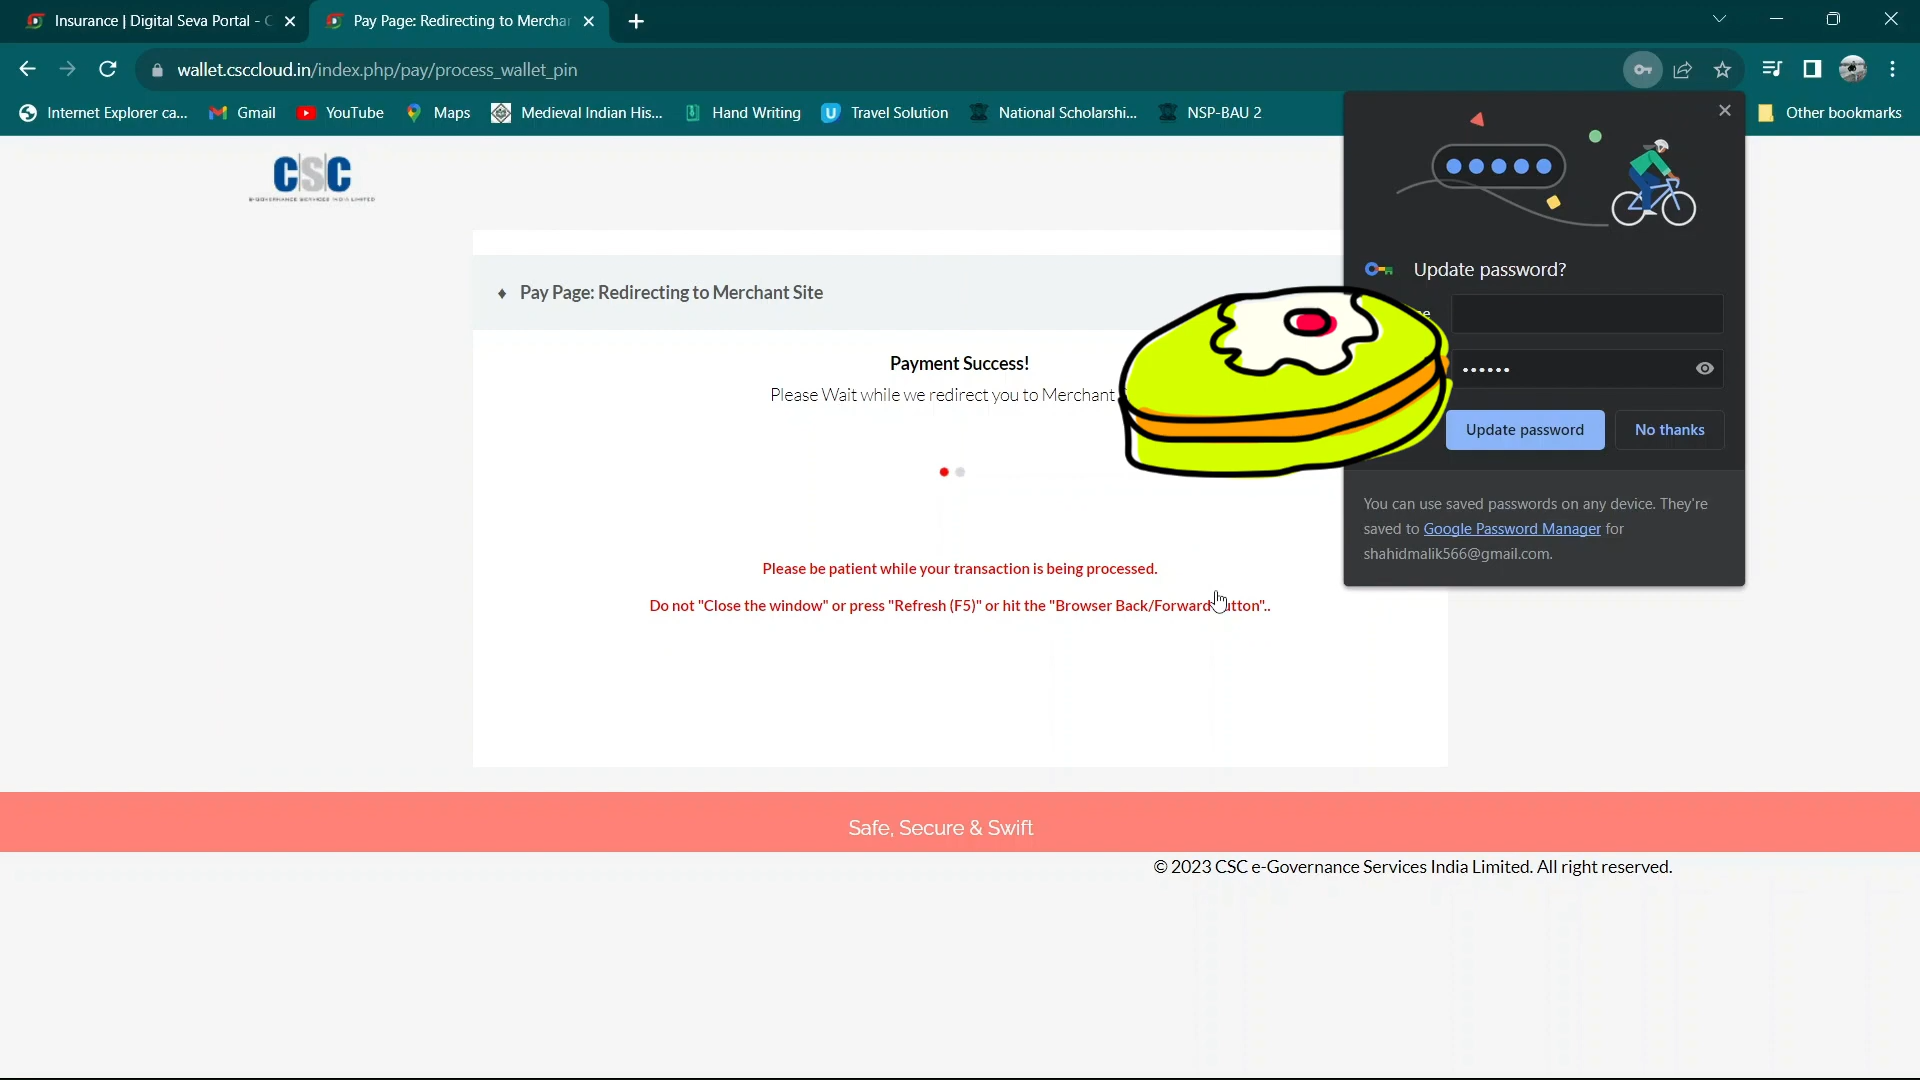 Insurance | Digital Seva Portal -
Pay Page: Redirecting to Merchar
wallet.csccloud.in/index.php/pay/process_wallet_pin
Internet Explorer ca...
Gmail
YouTube
Maps
Medieval Indian His...
Hand Writing
Travel Solution
National Scholarshi...
NSP-BAU 2
Other bookmarks
CSC
E-GOVERNANCE SERVICES INDIA LIMITED
Pay Page: Redirecting to Merchant Site
Payment Success!
Please Wait while we redirect you to Merchant
Please be patient while your transaction is being processed.
Do not "Close the window" or press "Refresh (F5)" or hit the "Browser Back/Forward
Update password?
Update password
No thanks
You can use saved passwords on any device. They're
saved to Google Password Manager for
shahidmalik566@gmail.com.
Safe, Secure & Swift
© 2023 CSC e-Governance Services India Limited. All right reserved.